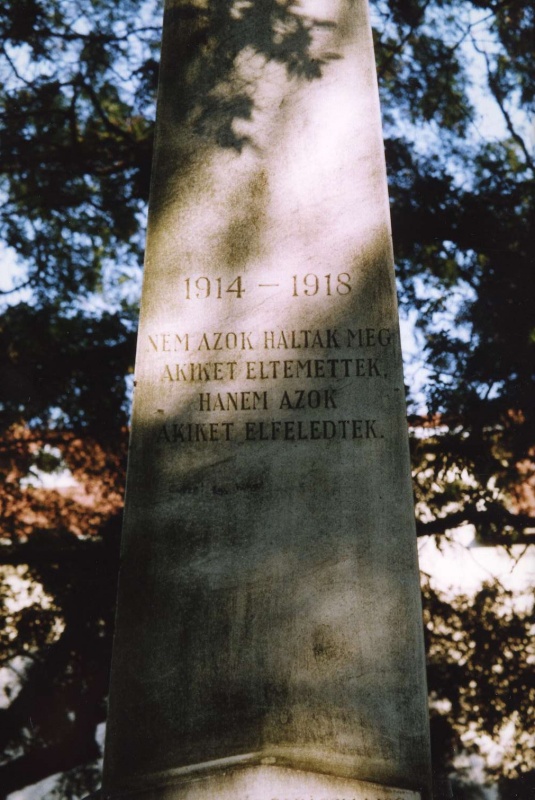 1914 – 1918
NEM AZOK HALTAK MEG
AKIKET ELTEMETTEK,
HANEM AZOK
AKIKET ELFELEDTEK.